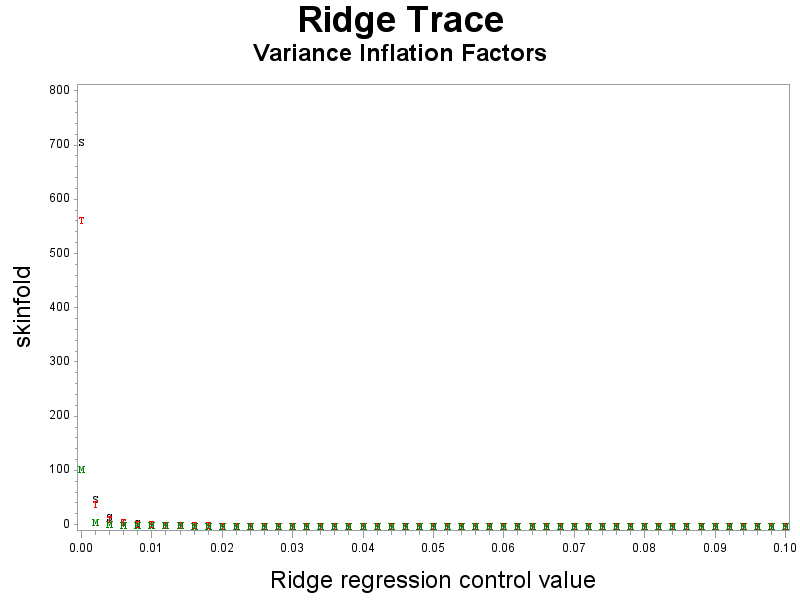 Ridge Trace
Variance Inflation Factors
800
700
600
500
400
300
200
100
0
S
T
M
S
T
M
skinfold
0.00 0.01 0.02 0.03 0.04 0.05 0.06 0.07 0.08 0.09 0.10
Ridge regression control value